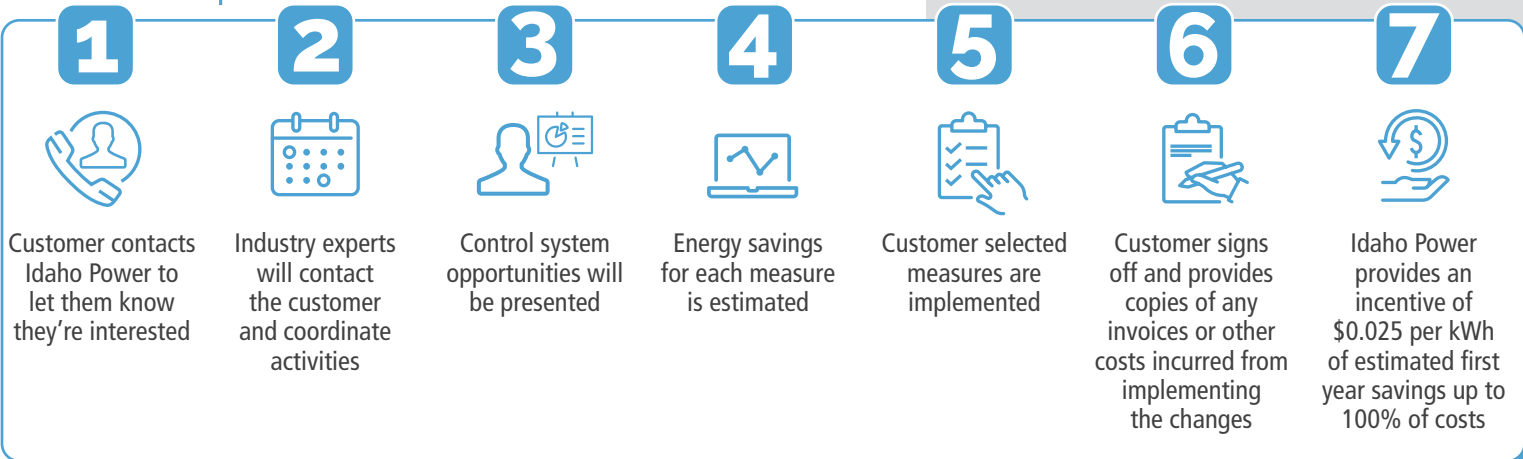 1
Customer contacts
Idaho Power to
let them know
they’re interested
2
Industry experts
will contact
the customer
and coordinate
activities
3
Control system
opportunities will
be presented
4
Energy savings
for each measure
is estimated
5
Customer selected
measures are
implemented
6
Customer signs
off and provides
copies of any
invoices or other
costs incurred from
implementing
the changes
7
$
Idaho Power
provides an
incentive of
$0.025 per kWh
of estimated first
year savings up to
100% of costs